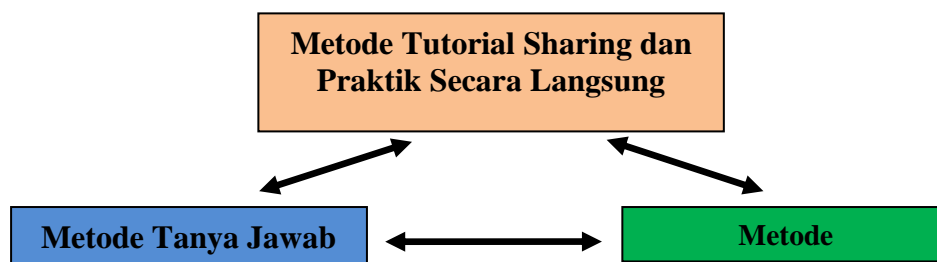 Metode Tutorial Sharing dan
Praktik Secara Langsung
Metode Tanya Jawab
Metode